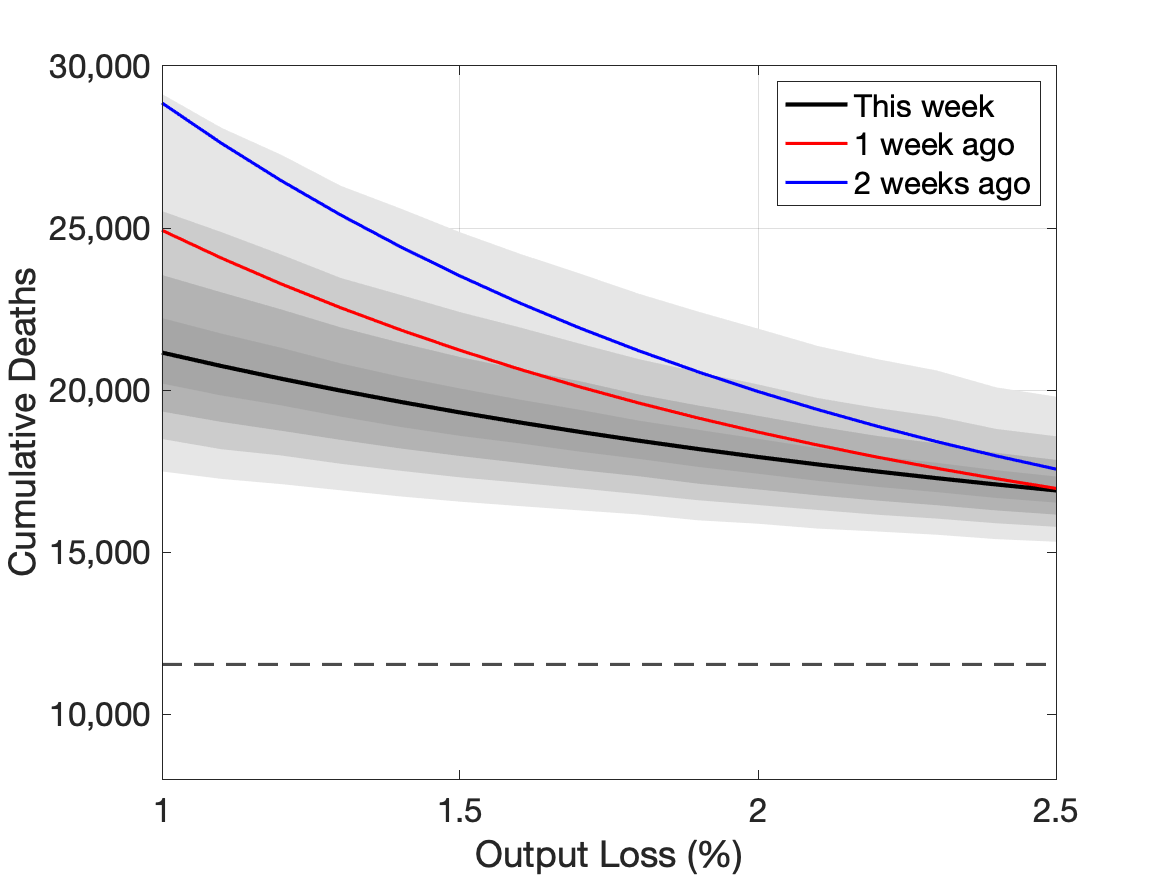 30,000
25,000
20,000
15,000
10,000
Cumulative Deaths
This week
1 week ago
2 weeks ago
1
1.5
2
2.5
Output Loss (%)